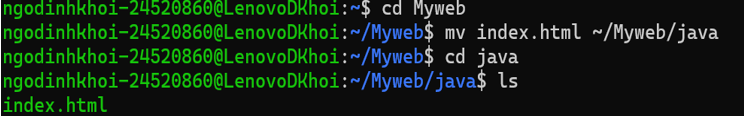 ngodinhkhoi-24520860@LenovoDKhoi:~$ cd Myweb
ngodinhkhoi-24520860@LenovoDKhoi:~/Myweb$ mv index.html ~/Myweb/java
ngodinhkhoi-24520860@LenovoDKhoi:~/Myweb$ cd java
ngodinhkhoi-24520860@LenovoDKhoi:~/Myweb/java$ ls
index.html